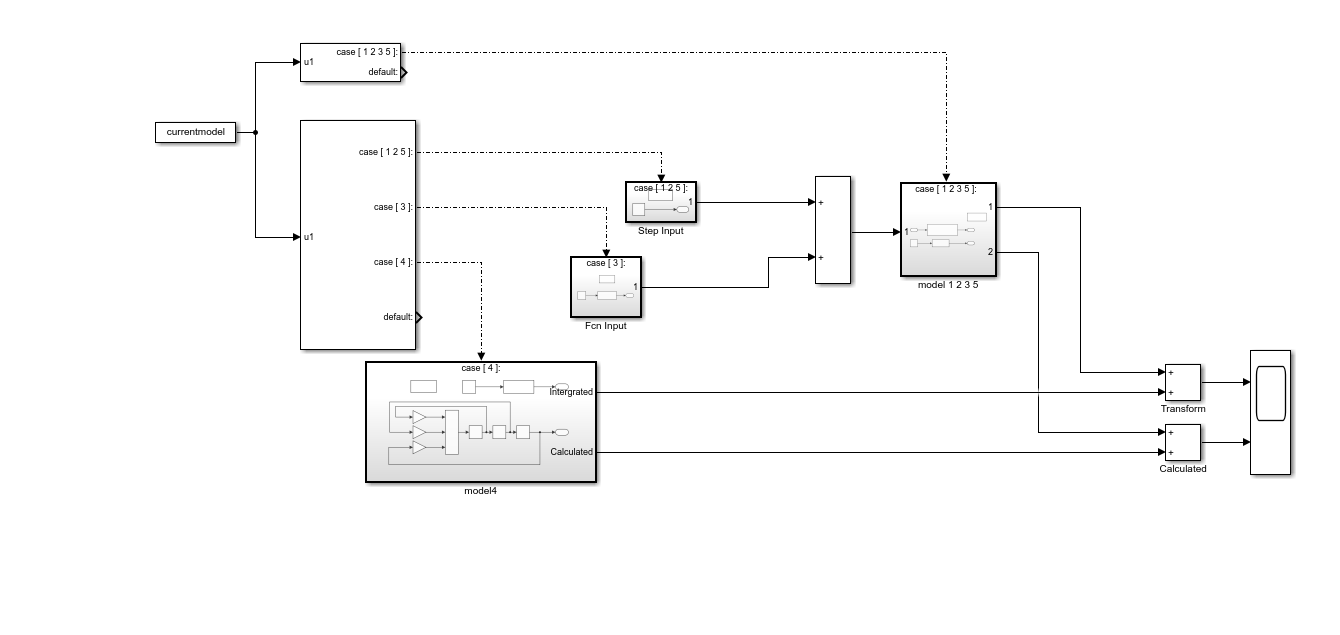 case [ 1 2 3 5 ]:
u1
default:
currentmodel
case [ 1 2 5 ]:
case [ 3 ]:
u1
case [ 4 ]:
default:
case [ 1 2 5 ]:
1
+
Step Input
case [ 3 ]:
1
+
Fcn Input
case [ 1 2 3 5 ]:
1
1
2
model 1 2 3 5
case [ 4 ]:
Intergrated
Calculated
model4
+
+
Transform
+
+
Calculated